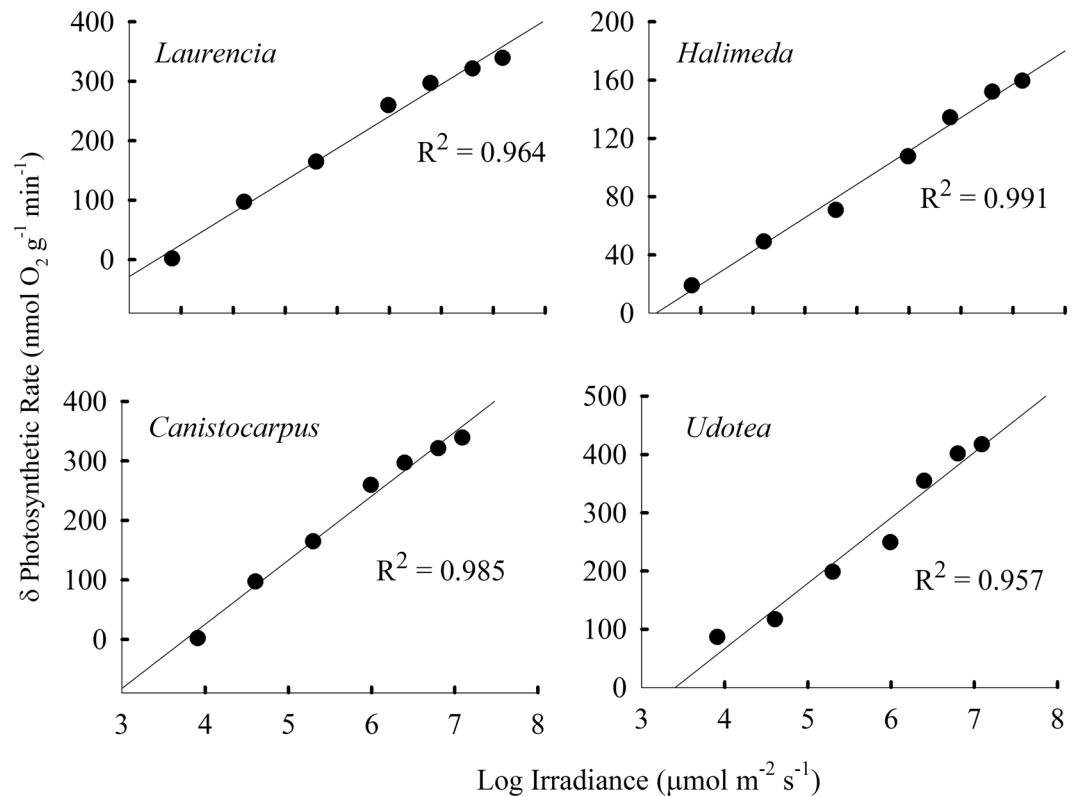 δ Photosynthetic Rate (nmol O2 g-1 min-1)
Laurencia
400
300
200
100
0
R2 = 0.964
Halimeda
200
160
120
80
40
0
R2 = 0.991
Canistocarpus
400
300
200
100
0
R2 = 0.985
3 4 5 6 7 8
Udotea
500
400
300
200
100
0
R2 = 0.957
3 4 5 6 7 8
Log Irradiance (μmol m-2 s-1)